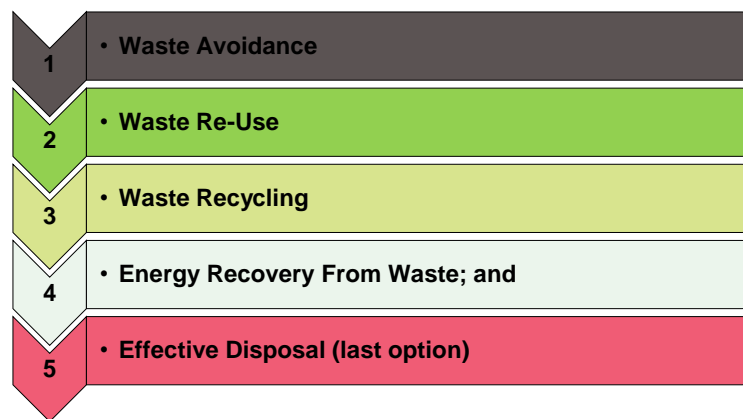 1
• Waste Avoidance
2
• Waste Re-Use
3
• Waste Recycling
4
• Energy Recovery From Waste; and
5
• Effective Disposal (last option)